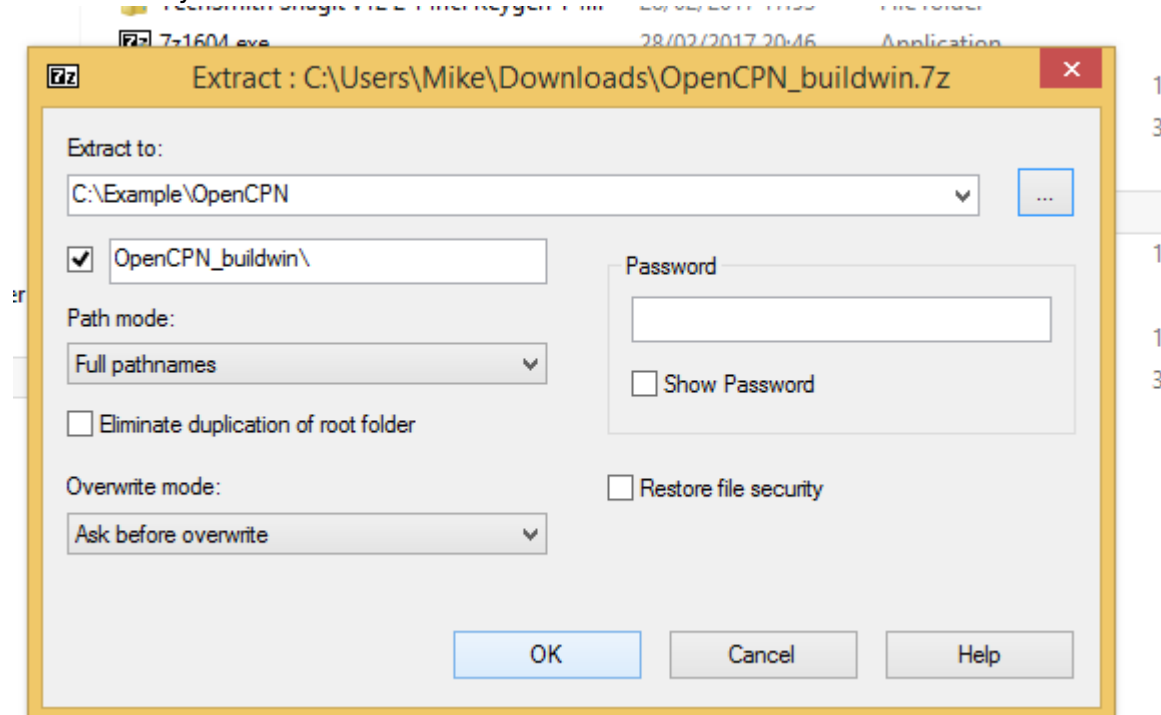 7z1604.exe 28/02/2017 20:46 Application
7z Extract : C:\Users\Mike\Downloads\OpenCPN_buildwin.7z
Extract to:
C:\Example\OpenCPN ...
OpenCPN_buildwin\
Password
Path mode:
Full pathnames
Show Password
Eliminate duplication of root folder
Overwrite mode:
Restore file security
Ask before overwrite
OK Cancel Help